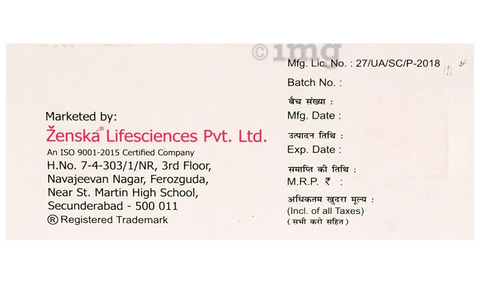 ©1mg
Marketed by:
Ženska® Lifesciences Pvt. Ltd.
An ISO 9001-2015 Certified Company
H.No. 7-4-303/1/NR, 3rd Floor,
Navajeevan Nagar, Ferozguda,
Near St. Martin High School,
Secunderabad - 500 011
® Registered Trademark
Mfg. Lic. No. : 27/UA/SC/P-2018
Batch No. :
बैच संख्या :
Mfg. Date :
उत्पादन तिथि :
Exp. Date :
समाप्ति की तिथि :
M.R.P. ₹ :
अधिकतम खुदरा मूल्य :
(Incl. of all Taxes)
( सभी करो सहित)